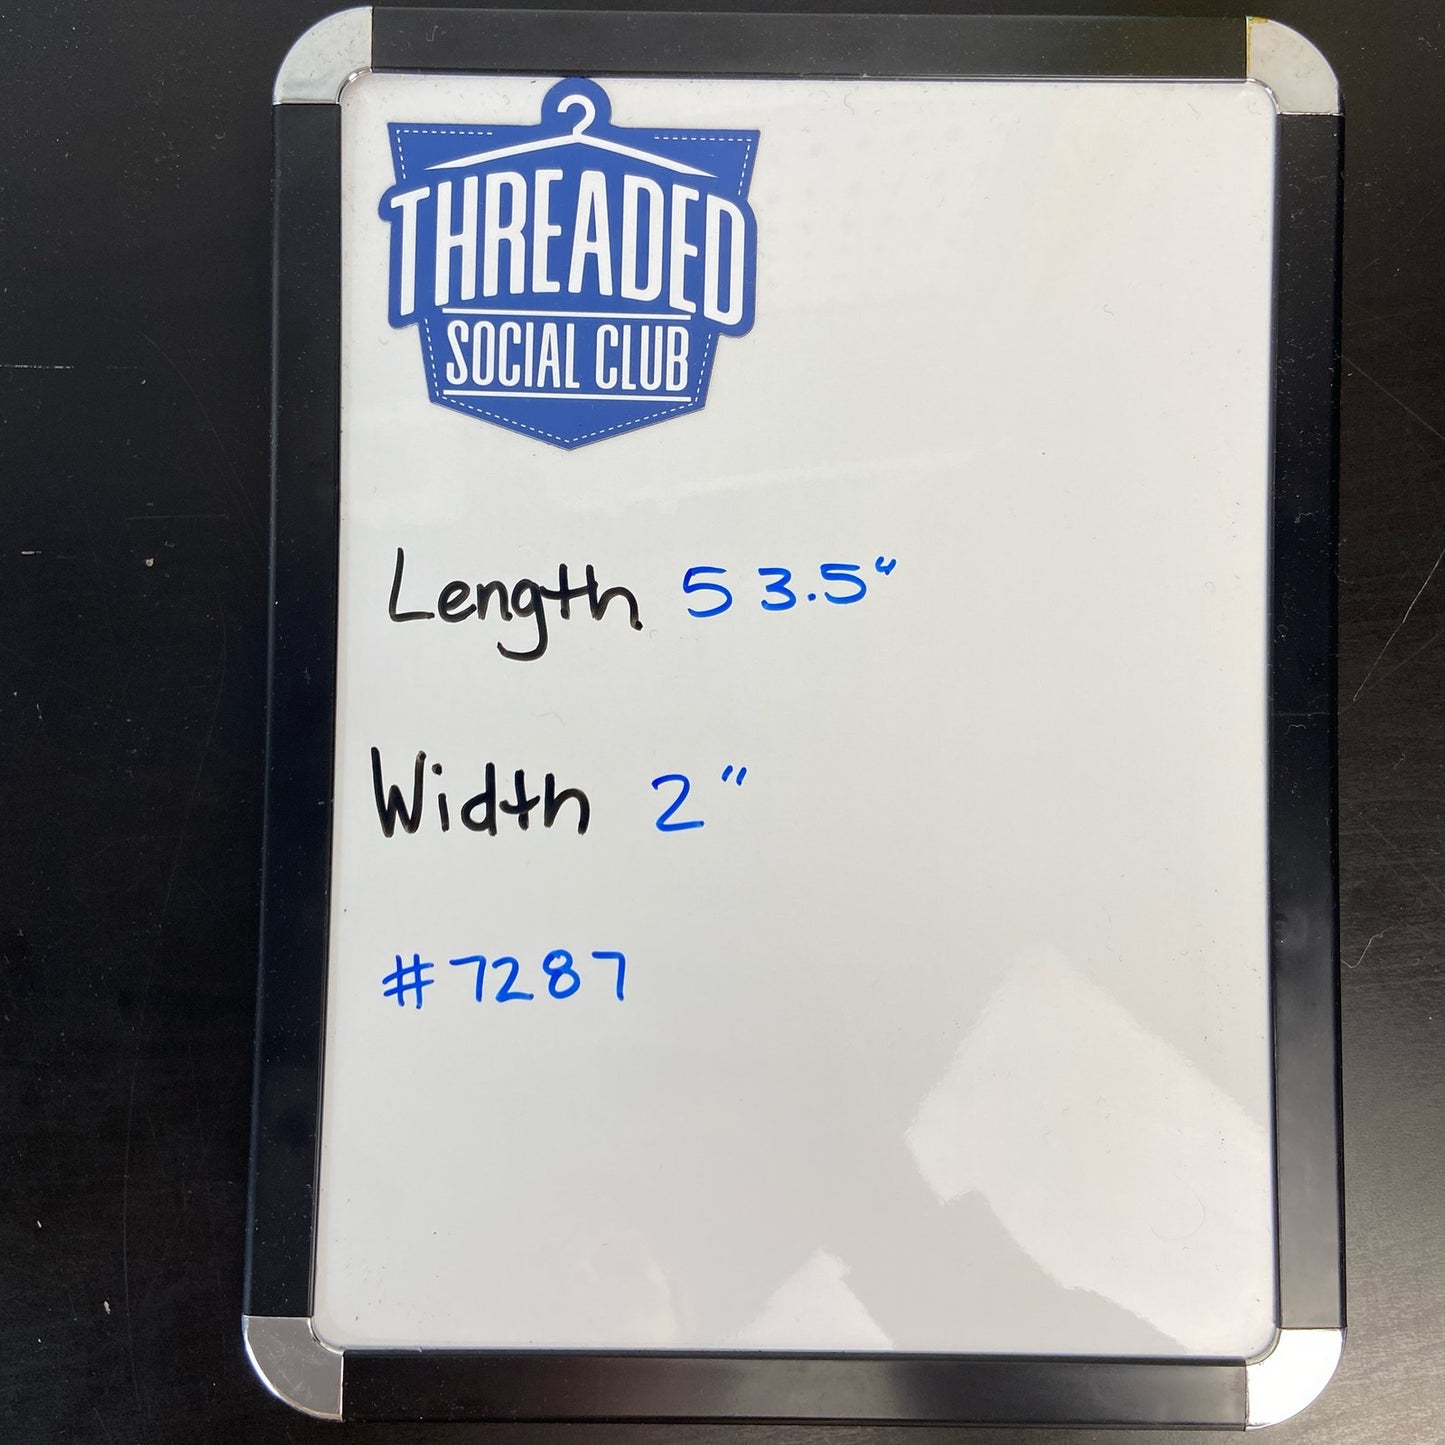 THREADED
SOCIAL CLUB
Length 53.5"
Width 2"
#7287